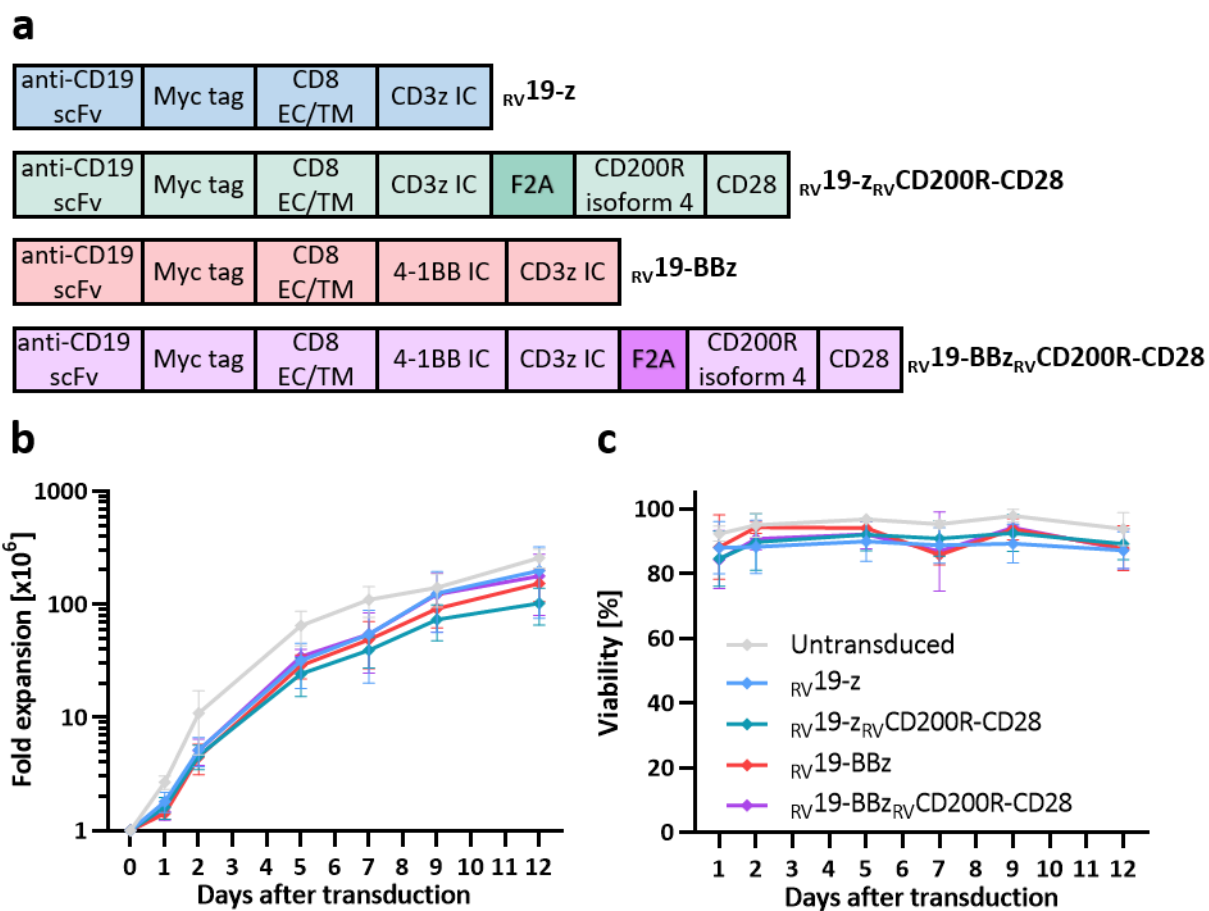 a
anti-CD19 scFv Myc tag CD8 EC/TM CD3z IC RV19-z
anti-CD19 scFv Myc tag CD8 EC/TM CD3z IC F2A CD200R isoform 4 CD28 RV19-zRVCD200R-CD28
anti-CD19 scFv Myc tag CD8 EC/TM 4-1BB IC CD3z IC RV19-BBz
anti-CD19 scFv Myc tag CD8 EC/TM 4-1BB IC CD3z IC F2A CD200R isoform 4 CD28 RV19-BBzRVCD200R-CD28
b
Fold expansion [x10⁶]
1000
100
10
1
0 1 2 3 4 5 6 7 8 9 10 11 12
Days after transduction
c
Viability [%]
100
80
60
40
20
0
Untransduced
RV19-z
RV19-zRVCD200R-CD28
RV19-BBz
RV19-BBzRVCD200R-CD28
1 2 3 4 5 6 7 8 9 10 11 12
Days after transduction